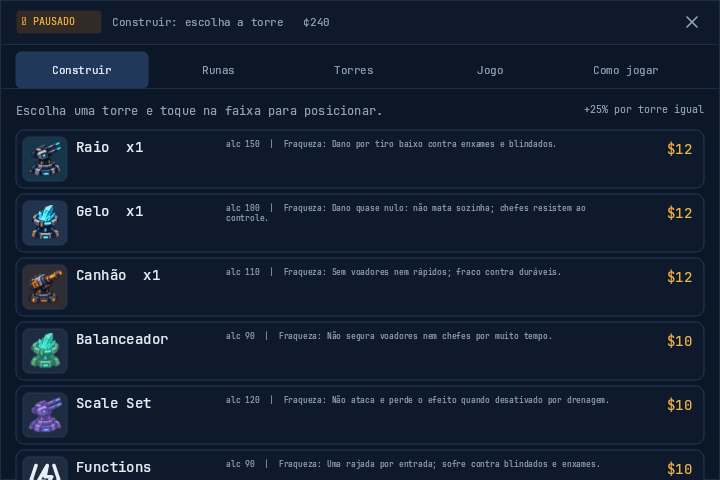 PAUSADO Construir: escolha a torre $240
Construir Runas Torres Jogo Como jogar
Escolha uma torre e toque na faixa para posicionar. +25% por torre igual
Raio x1 alc 150 | Fraqueza: Dano por tiro baixo contra enxames e blindados. $12
Gelo x1 alc 100 | Fraqueza: Dano quase nulo: não mata sozinha; chefes resistem ao $12
controle.
Canhão x1 alc 110 | Fraqueza: Sem voadores nem rápidos; fraco contra duráveis. $12
Balanceador alc 90 | Fraqueza: Não segura voadores nem chefes por muito tempo. $10
Scale Set alc 120 | Fraqueza: Não ataca e perde o efeito quando desativado por drenagem. $10
Functions alc 90 | Fraqueza: Uma rajada por entrada; sofre contra blindados e enxames. $10